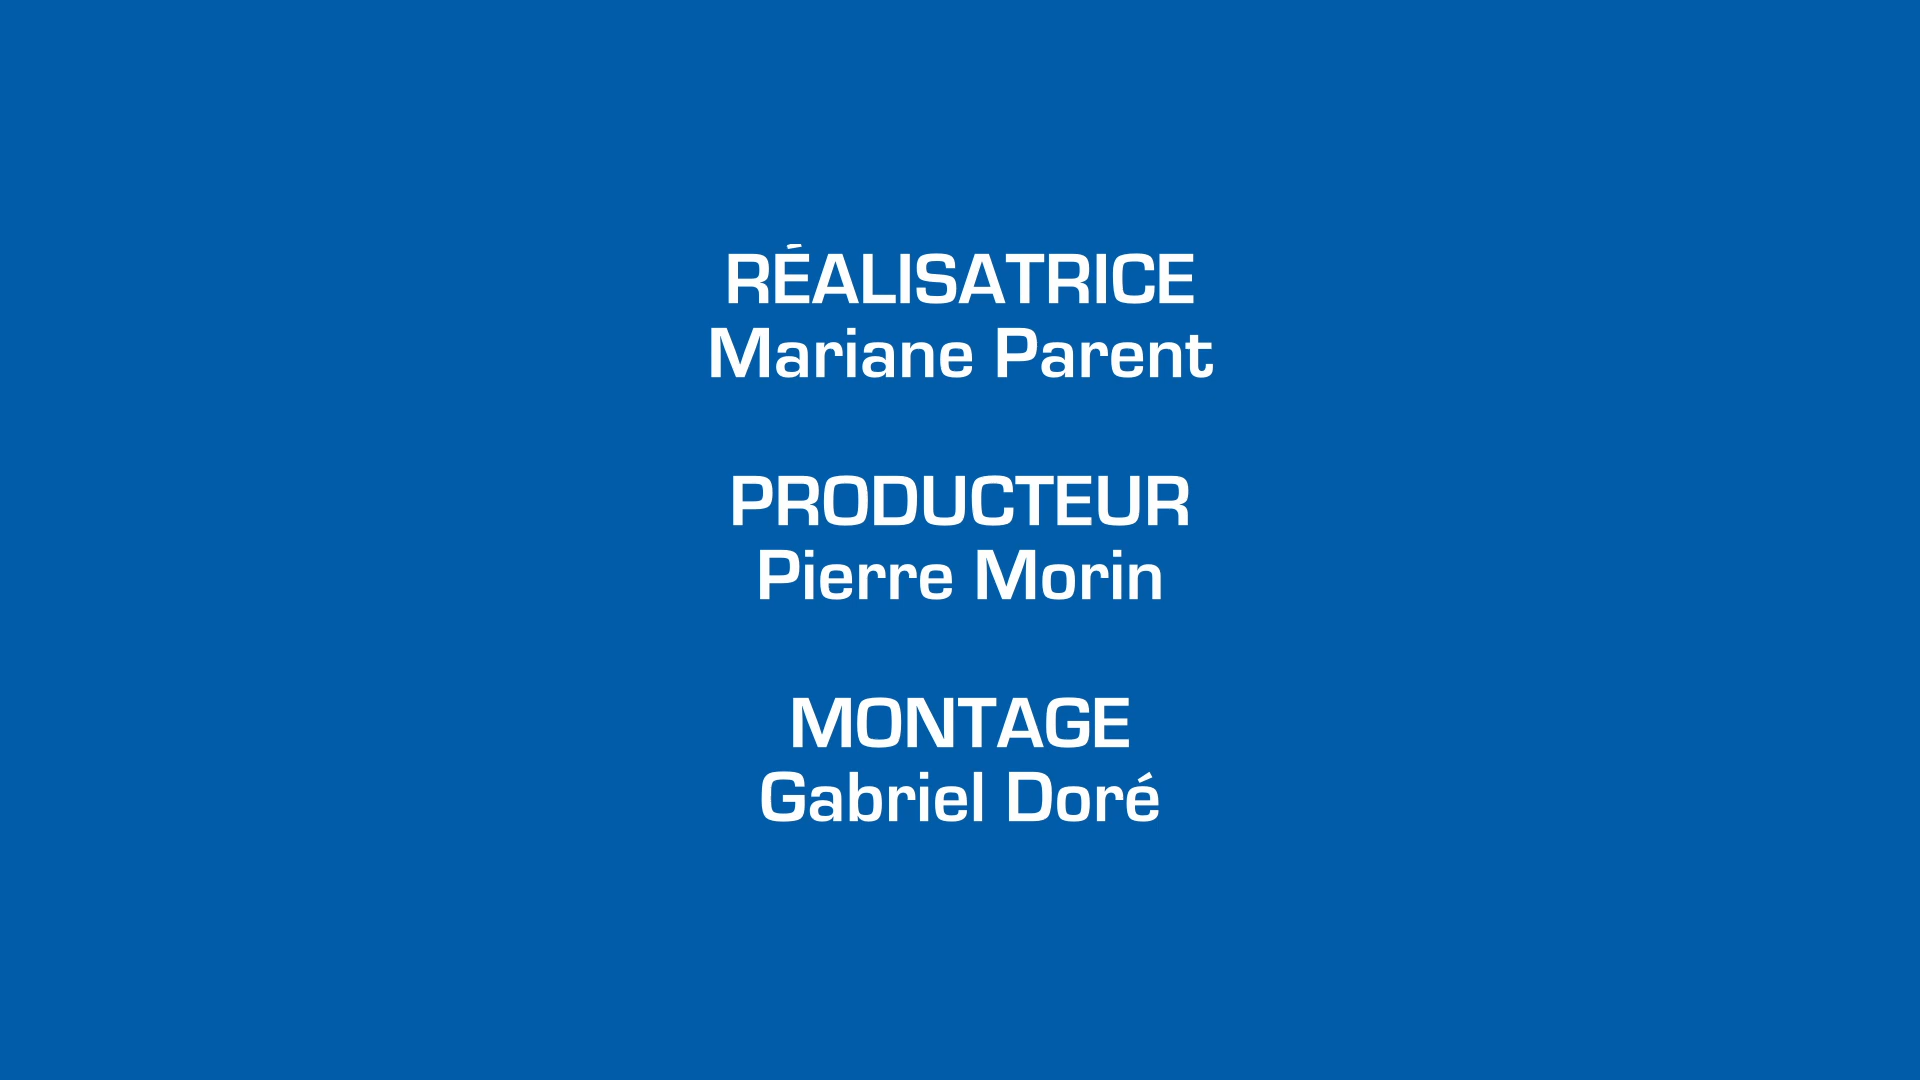 RÉALISATRICE
Mariane Parent
PRODUCTEUR
Pierre Morin
MONTAGE
Gabriel Doré